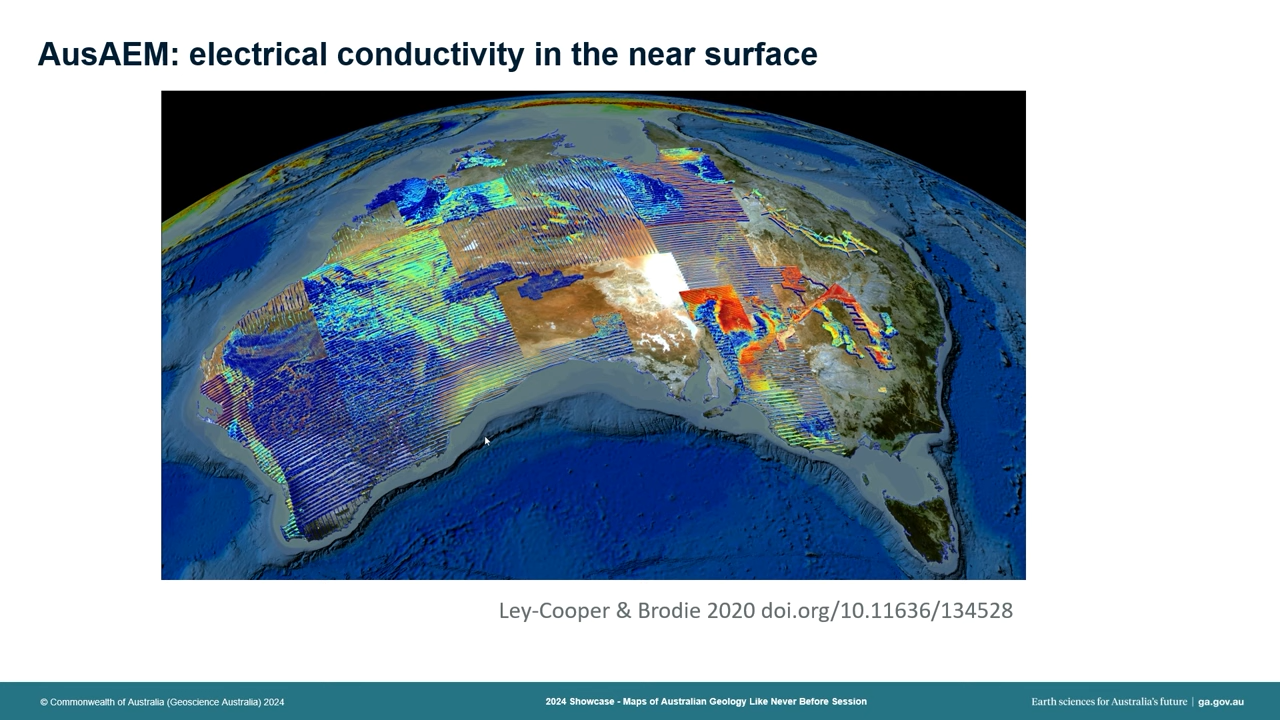 AusAEM: electrical conductivity in the near surface
Ley-Cooper & Brodie 2020 doi.org/10.11636/134528
© Commonwealth of Australia (Geoscience Australia) 2024
2024 Showcase - Maps of Australian Geology Like Never Before Session
Earth sciences for Australia's future | ga.gov.au